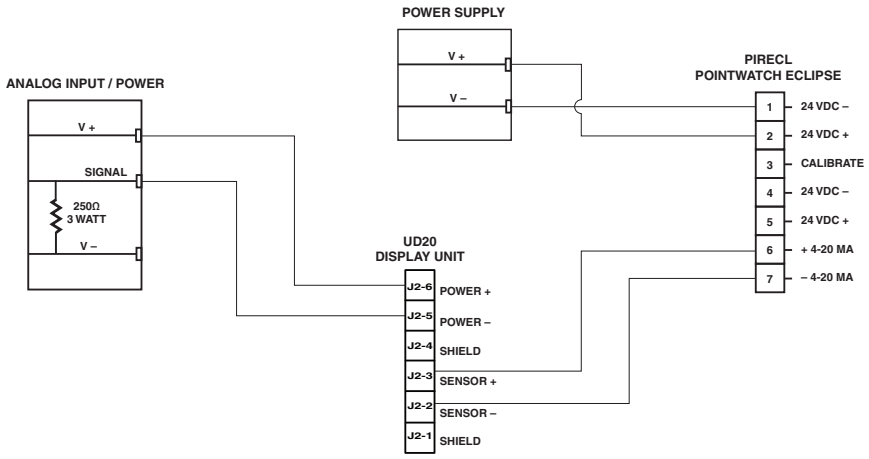 POWER SUPPLY
V +
V –
ANALOG INPUT / POWER
V +
SIGNAL
250Ω
3 WATT
V –
PIRECL
POINTWATCH ECLIPSE
1 24 VDC –
2 24 VDC +
3 CALIBRATE
4 24 VDC –
5 24 VDC +
6 + 4-20 MA
7 – 4-20 MA
UD20
DISPLAY UNIT
J2-6 POWER +
J2-5 POWER –
J2-4 SHIELD
J2-3 SENSOR +
J2-2 SENSOR –
J2-1 SHIELD